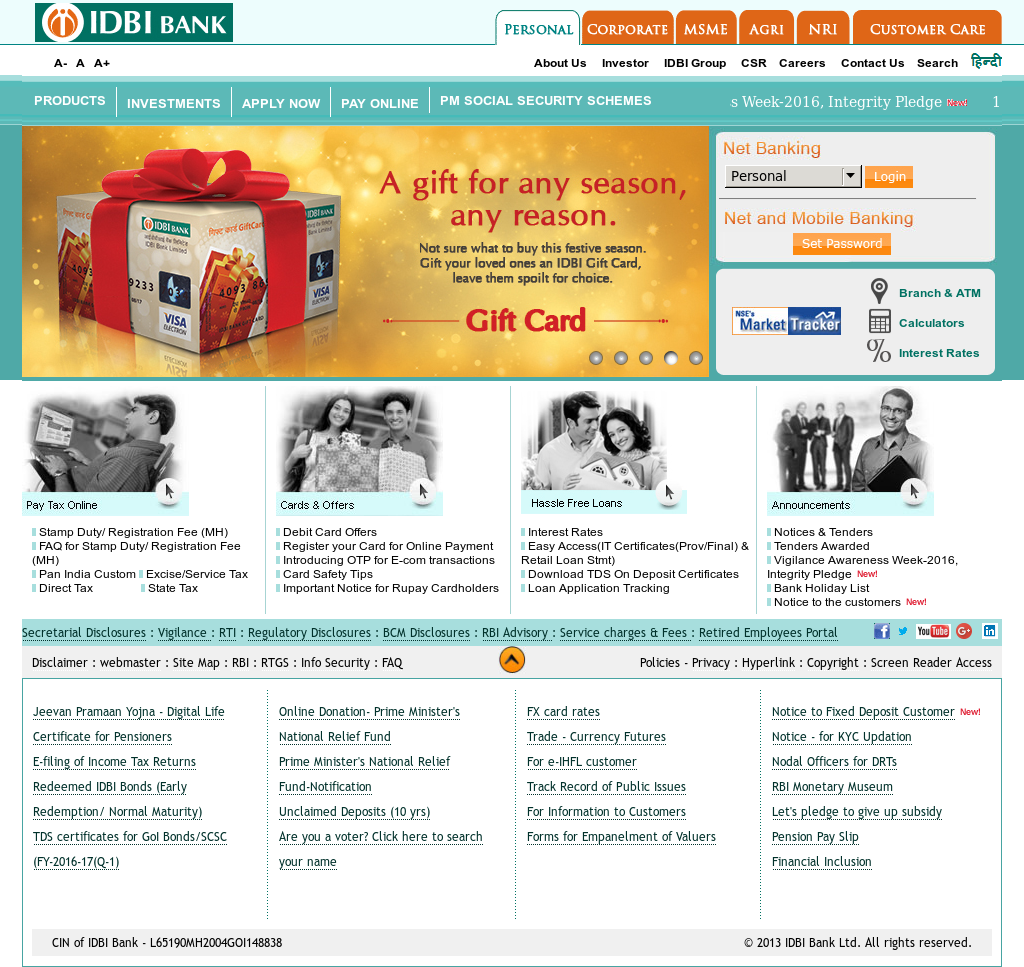 IDBI BANK
PERSONAL CORPORATE MSME AGRI NRI CUSTOMER CARE
A- A A+
About Us Investor IDBI Group CSR Careers Contact Us Search हिन्दी
PRODUCTS INVESTMENTS APPLY NOW PAY ONLINE PM SOCIAL SECURITY SCHEMES
s Week-2016, Integrity Pledge New! 1
A gift for any season,
any reason.
Not sure what to buy this festive season.
Gift your loved ones an IDBI Gift Card,
leave them spoilt for choice.
Gift Card
IDBI BANK
IDBI Bank Limited
GiftCard
9233
4093
VISA
ELECTRON
VISA
ELECTRON
Net Banking
Personal Login
Net and Mobile Banking
Set Password
NSE's
Market Tracker
Branch & ATM
Calculators
% Interest Rates
Pay Tax Online
Stamp Duty/ Registration Fee (MH)
FAQ for Stamp Duty/ Registration Fee
(MH)
Pan India Custom Excise/Service Tax
Direct Tax State Tax
Cards & Offers
Debit Card Offers
Register your Card for Online Payment
Introducing OTP for E-com transactions
Card Safety Tips
Important Notice for Rupay Cardholders
Hassle Free Loans
Interest Rates
Easy Access(IT Certificates(Prov/Final) &
Retail Loan Stmt)
Download TDS On Deposit Certificates
Loan Application Tracking
Announcements
Notices & Tenders
Tenders Awarded
Vigilance Awareness Week-2016,
Integrity Pledge New!
Bank Holiday List
Notice to the customers New!
Secretarial Disclosures : Vigilance : RTI : Regulatory Disclosures : BCM Disclosures : RBI Advisory : Service charges & Fees : Retired Employees Portal
f YouTube G+ in
Disclaimer : webmaster : Site Map : RBI : RTGS : Info Security : FAQ
Policies - Privacy : Hyperlink : Copyright : Screen Reader Access
Jeevan Pramaan Yojna - Digital Life
Certificate for Pensioners
E-filing of Income Tax Returns
Redeemed IDBI Bonds (Early
Redemption/ Normal Maturity)
TDS certificates for GoI Bonds/SCSC
(FY-2016-17(Q-1)
Online Donation- Prime Minister's
National Relief Fund
Prime Minister's National Relief
Fund-Notification
Unclaimed Deposits (10 yrs)
Are you a voter? Click here to search
your name
FX card rates
Trade - Currency Futures
For e-IHFL customer
Track Record of Public Issues
For Information to Customers
Forms for Empanelment of Valuers
Notice to Fixed Deposit Customer New!
Notice - for KYC Updation
Nodal Officers for DRTs
RBI Monetary Museum
Let's pledge to give up subsidy
Pension Pay Slip
Financial Inclusion
CIN of IDBI Bank - L65190MH2004GOI148838
© 2013 IDBI Bank Ltd. All rights reserved.